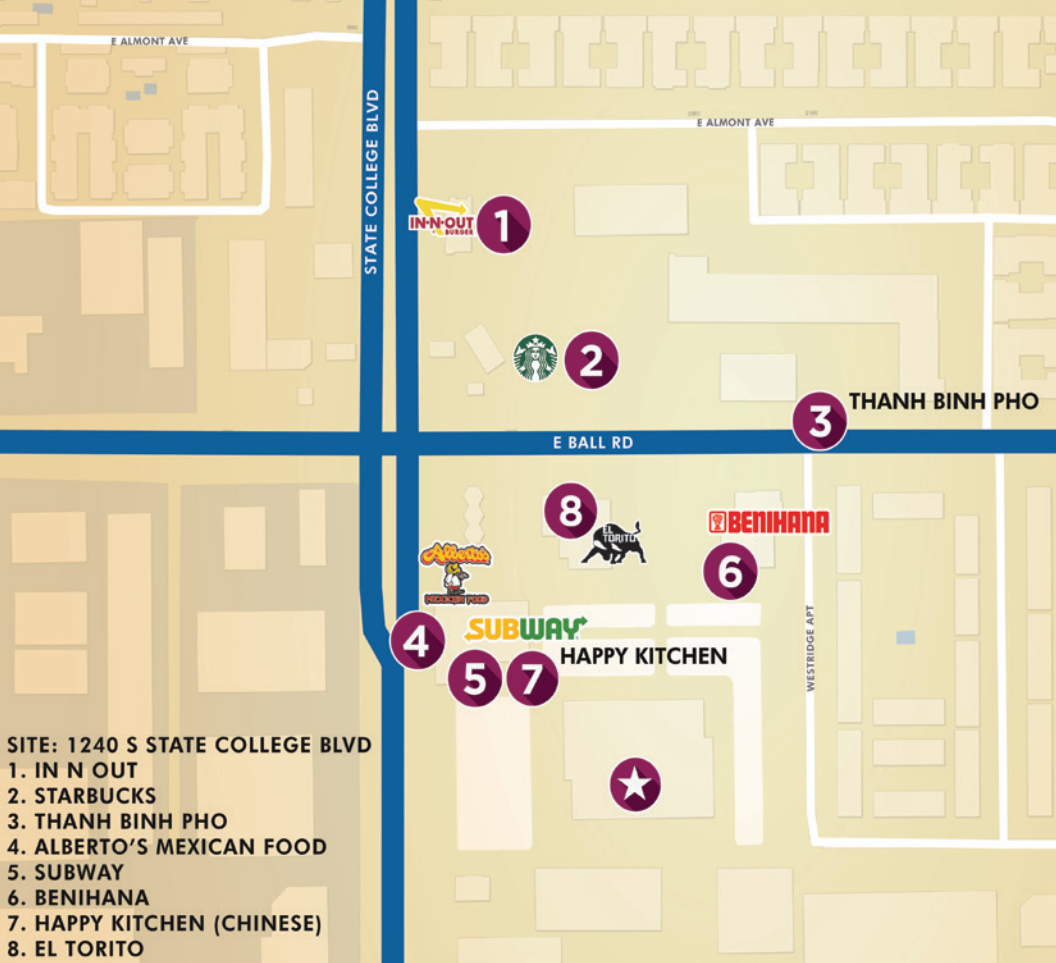 E ALMONT AVE
STATE COLLEGE BLVD
E ALMONT AVE
IN-N-OUT
BURGER
1
2
THANH BINH PHO
3
E BALL RD
8
EL
TORITO
BENIHANA
6
Alberto's
MEXICAN FOOD
4
SUBWAY
HAPPY KITCHEN
5
7
WESTRIDGE APT
SITE: 1240 S STATE COLLEGE BLVD
1. IN N OUT
2. STARBUCKS
3. THANH BINH PHO
4. ALBERTO'S MEXICAN FOOD
5. SUBWAY
6. BENIHANA
7. HAPPY KITCHEN (CHINESE)
8. EL TORITO